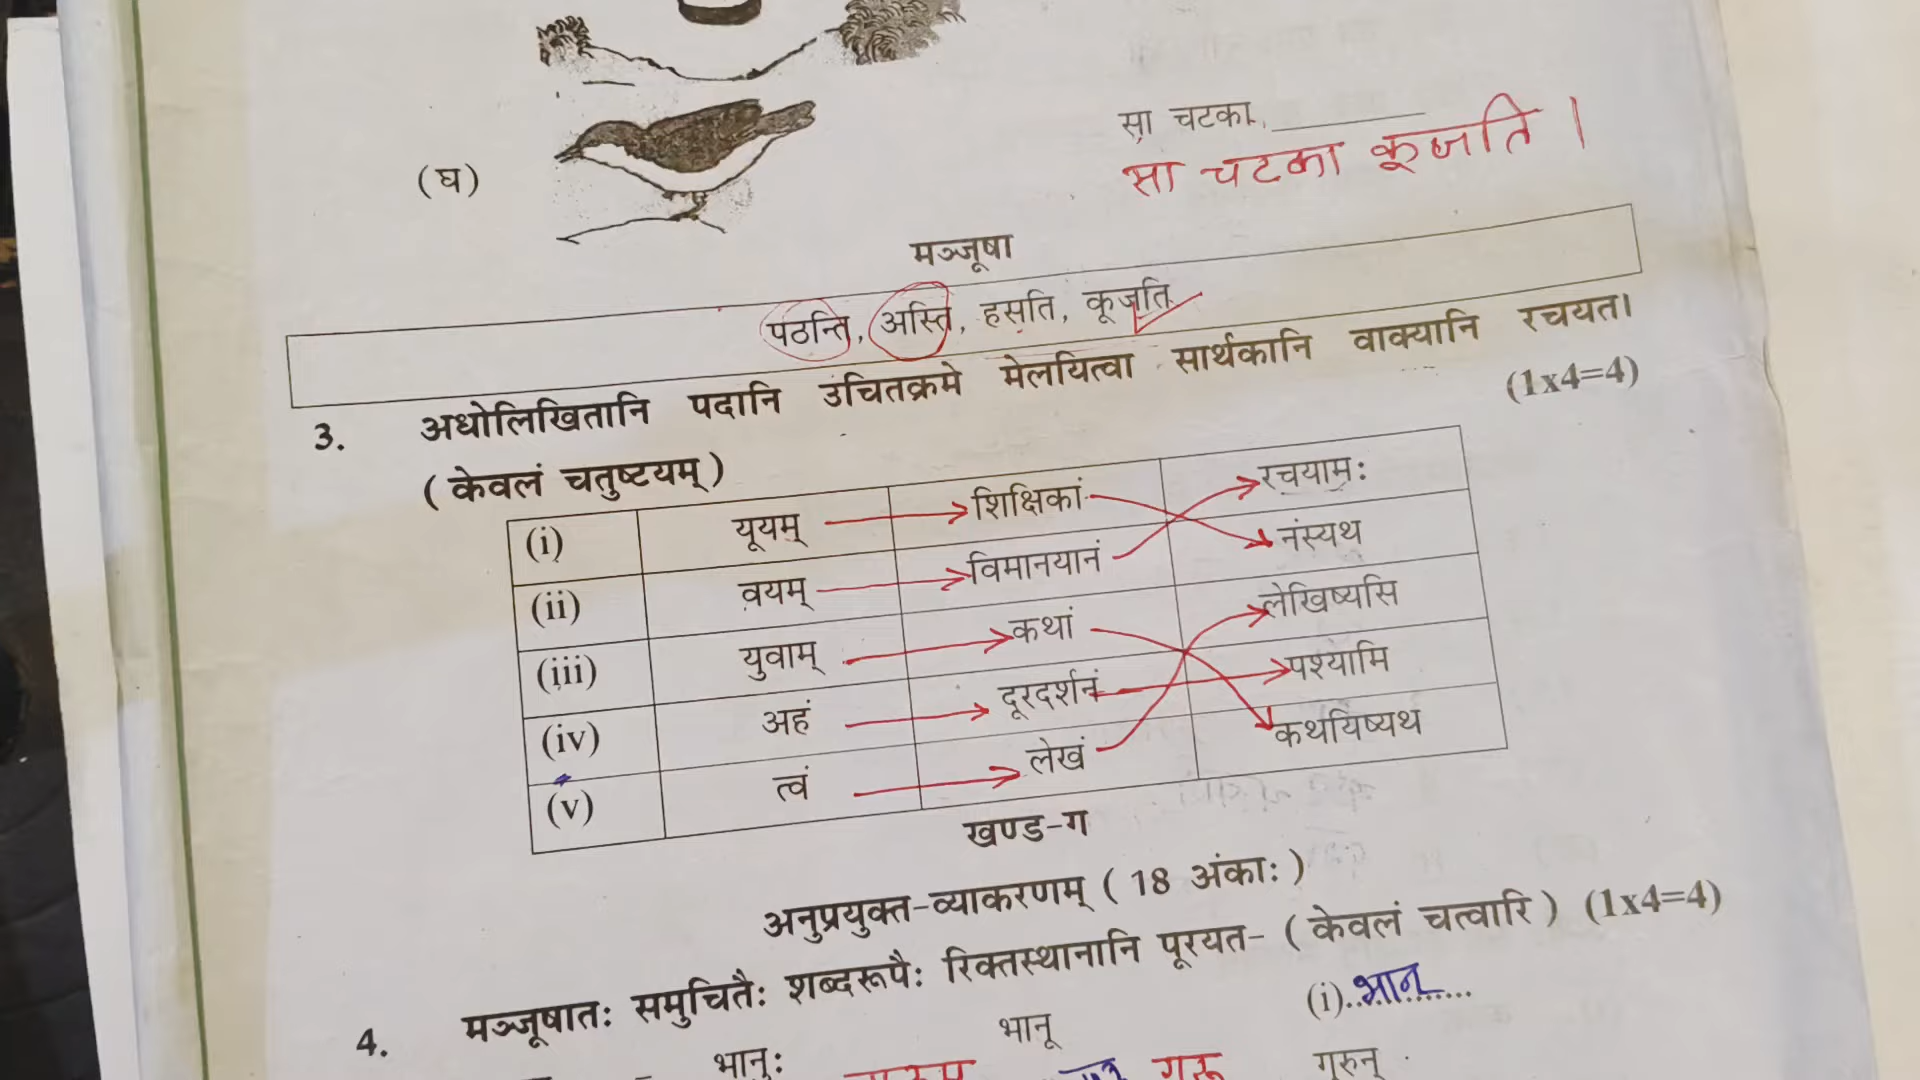 सा चटका
(घ) सा चटका कूजति ।
मञ्जूषा
पठन्ति, अस्ति, हसति, कूजति
3. अधोलिखितानि पदानि उचितक्रमे मेलयित्वा सार्थकानि वाक्यानि रचयत।
(केवलं चतुष्टयम्) (1x4=4)
(i) यूयम् शिक्षिकां रचयामः
(ii) वयम् विमानयानं नंस्यथ
(iii) युवाम् कथां लेखिष्यसि
(iv) अहं दूरदर्शनं पश्यामि
(v) त्वं लेखं कथयिष्यथ
खण्ड-ग
अनुप्रयुक्त-व्याकरणम् ( 18 अंकाः )
4. मञ्जूषातः समुचितैः शब्दरूपैः रिक्तस्थानानि पूरयत- ( केवलं चत्वारि ) (1x4=4)
भानुः भानू (i)..भानू........
गुरू गुरुन्